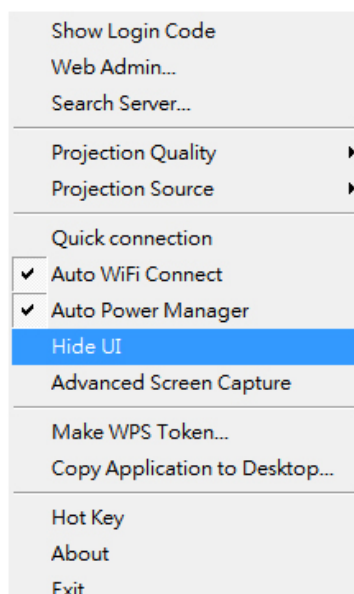 Show Login Code
Web Admin...
Search Server...
Projection Quality
Projection Source
Quick connection
Auto WiFi Connect
Auto Power Manager
Hide UI
Advanced Screen Capture
Make WPS Token...
Copy Application to Desktop...
Hot Key
About
Exit